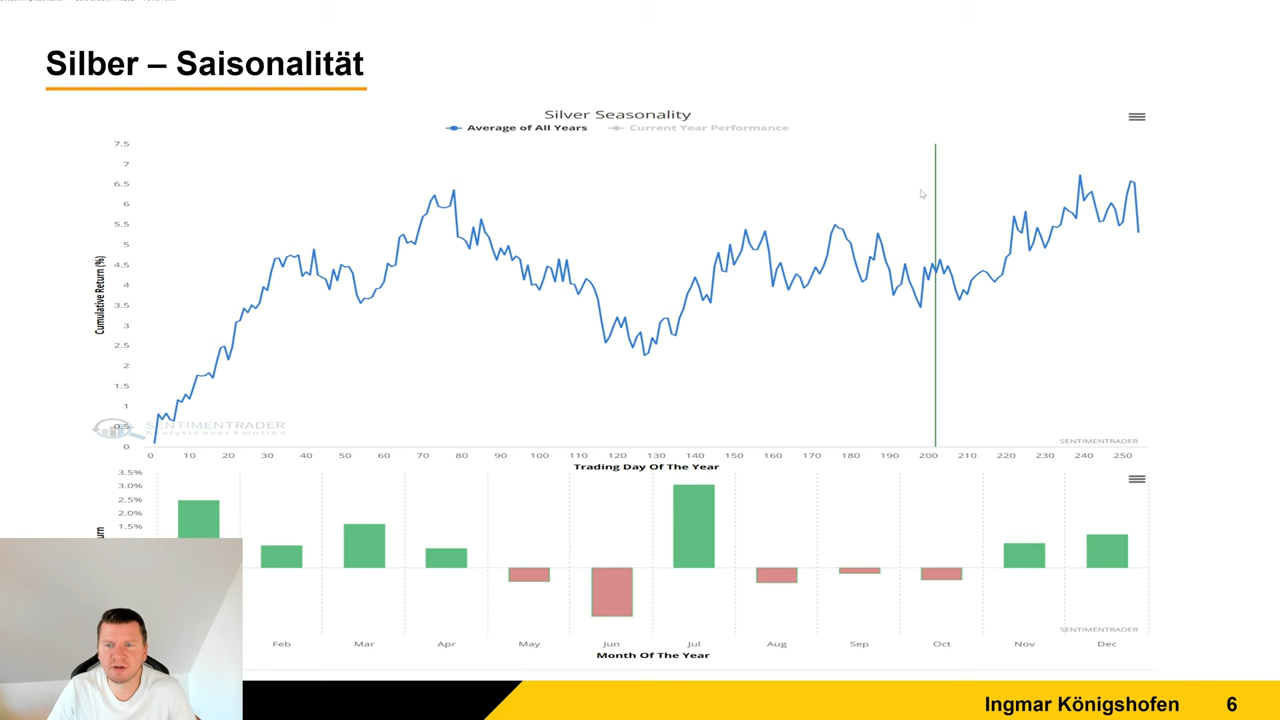 Silber – Saisonalität
Silver Seasonality
Average of All Years
Current Year Performance
7.5
7
6.5
6
5.5
5
4.5
4
3.5
3
2.5
2
1.5
1
0.5
0
Cumulative Return (%)
SENTIMENTRADER
Analysis over Emotion
SENTIMENTRADER
0 10 20 30 40 50 60 70 80 90 100 110 120 130 140 150 160 170 180 190 200 210 220 230 240 250
Trading Day Of The Year
3.5%
3.0%
2.5%
2.0%
1.5%
SENTIMENTRADER
Feb Mar Apr May Jun Jul Aug Sep Oct Nov Dec
Month Of The Year
Ingmar Königshofen 6